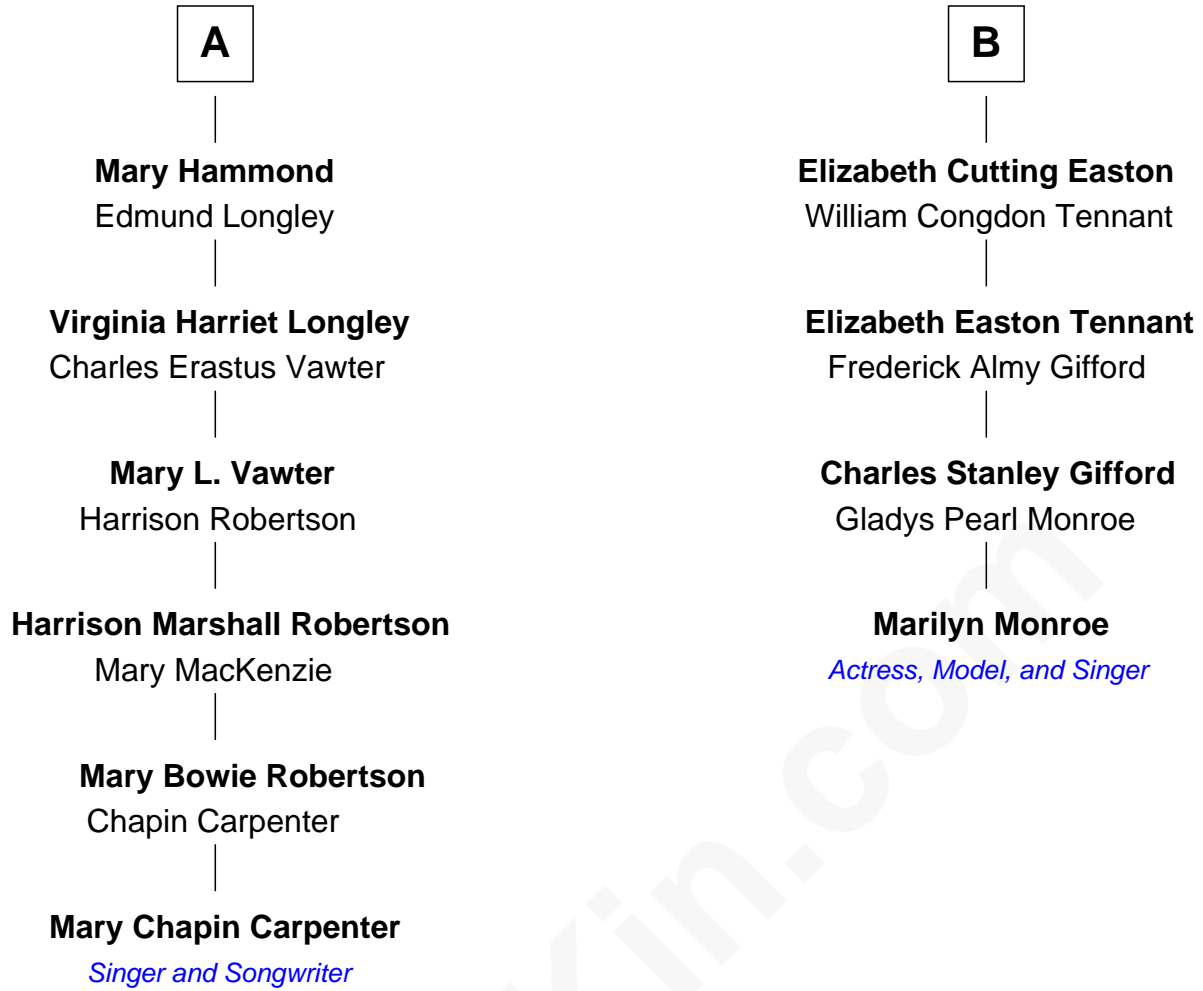 A
Mary Hammond
Edmund Longley
Virginia Harriet Longley
Charles Erastus Vawter
Mary L. Vawter
Harrison Robertson
Harrison Marshall Robertson
Mary MacKenzie
Mary Bowie Robertson
Chapin Carpenter
Mary Chapin Carpenter
Singer and Songwriter
B
Elizabeth Cutting Easton
William Congdon Tennant
Elizabeth Easton Tennant
Frederick Almy Gifford
Charles Stanley Gifford
Gladys Pearl Monroe
Marilyn Monroe
Actress, Model, and Singer